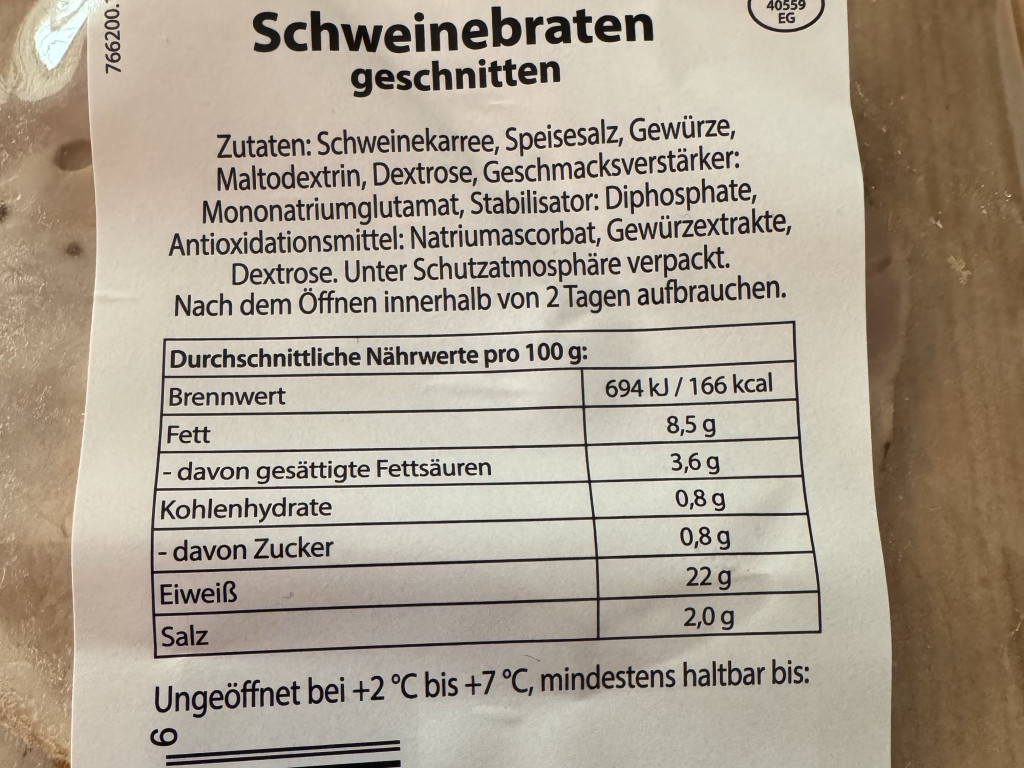 766200.
40559
EG
Schweinebraten
geschnitten
Zutaten: Schweinekarree, Speisesalz, Gewürze,
Maltodextrin, Dextrose, Geschmacksverstärker:
Mononatriumglutamat, Stabilisator: Diphosphate,
Antioxidationsmittel: Natriumascorbat, Gewürzextrakte,
Dextrose. Unter Schutzatmosphäre verpackt.
Nach dem Öffnen innerhalb von 2 Tagen aufbrauchen.
Durchschnittliche Nährwerte pro 100 g:
Brennwert 694 kJ / 166 kcal
Fett 8,5 g
- davon gesättigte Fettsäuren 3,6 g
Kohlenhydrate 0,8 g
- davon Zucker 0,8 g
Eiweiß 22 g
Salz 2,0 g
Ungeöffnet bei +2 °C bis +7 °C, mindestens haltbar bis: